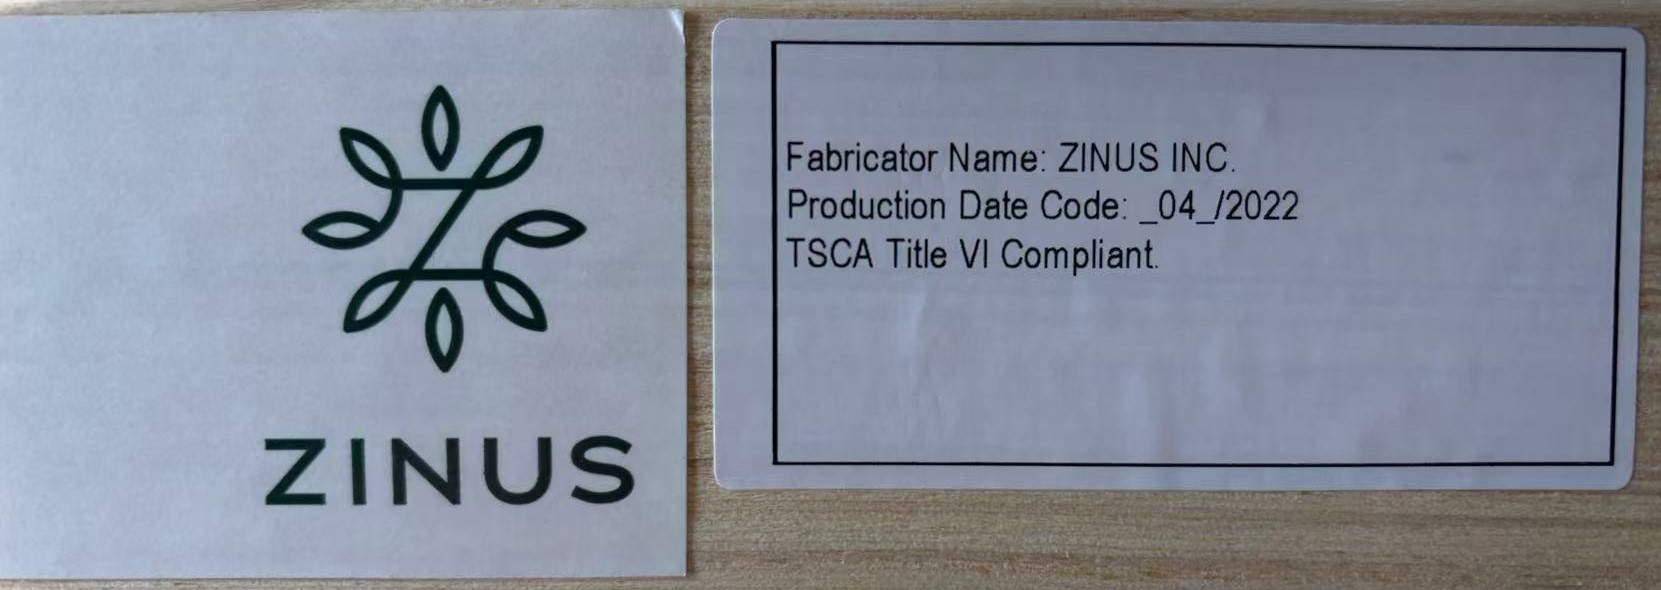 ZINUS
Fabricator Name: ZINUS INC.
Production Date Code: _04_/2022
TSCA Title VI Compliant.